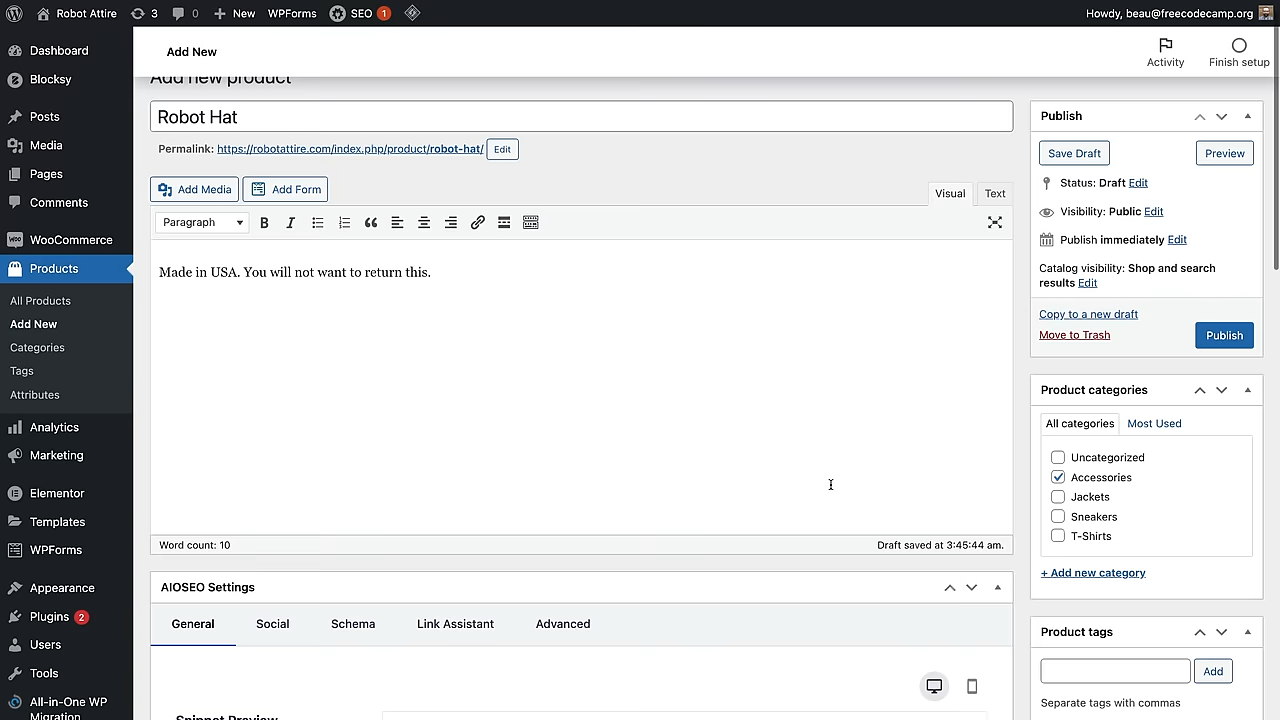 Robot Attire 3 0 New WPForms SEO 1 Howdy, beau@freecodecamp.org
Dashboard
Blocksy
Posts
Media
Pages
Comments
WooCommerce
Products
All Products
Add New
Categories
Tags
Attributes
Analytics
Marketing
Elementor
Templates
WPForms
Appearance
Plugins 2
Users
Tools
All-in-One WP
Migration
Add New
Activity
Finish setup
Add new product
Robot Hat
Permalink: https://robotattire.com/index.php/product/robot-hat/ Edit
Add Media Add Form Visual Text
Paragraph B I
Made in USA. You will not want to return this.
Word count: 10 Draft saved at 3:45:44 am.
AIOSEO Settings
General Social Schema Link Assistant Advanced
Snippet Preview
Publish
Save Draft Preview
Status: Draft Edit
Visibility: Public Edit
Publish immediately Edit
Catalog visibility: Shop and search
results Edit
Copy to a new draft
Move to Trash Publish
Product categories
All categories Most Used
Uncategorized
Accessories
Jackets
Sneakers
T-Shirts
+ Add new category
Product tags
Add
Separate tags with commas